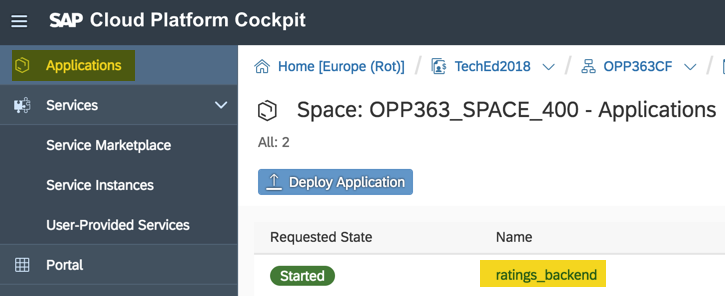 SAP Cloud Platform Cockpit
Applications
Services
Service Marketplace
Service Instances
User-Provided Services
Portal
Home [Europe (Rot)] / TechEd2018 / OPP363CF /
Space: OPP363_SPACE_400 - Applications
All: 2
Deploy Application
Requested State Name
Started ratings_backend